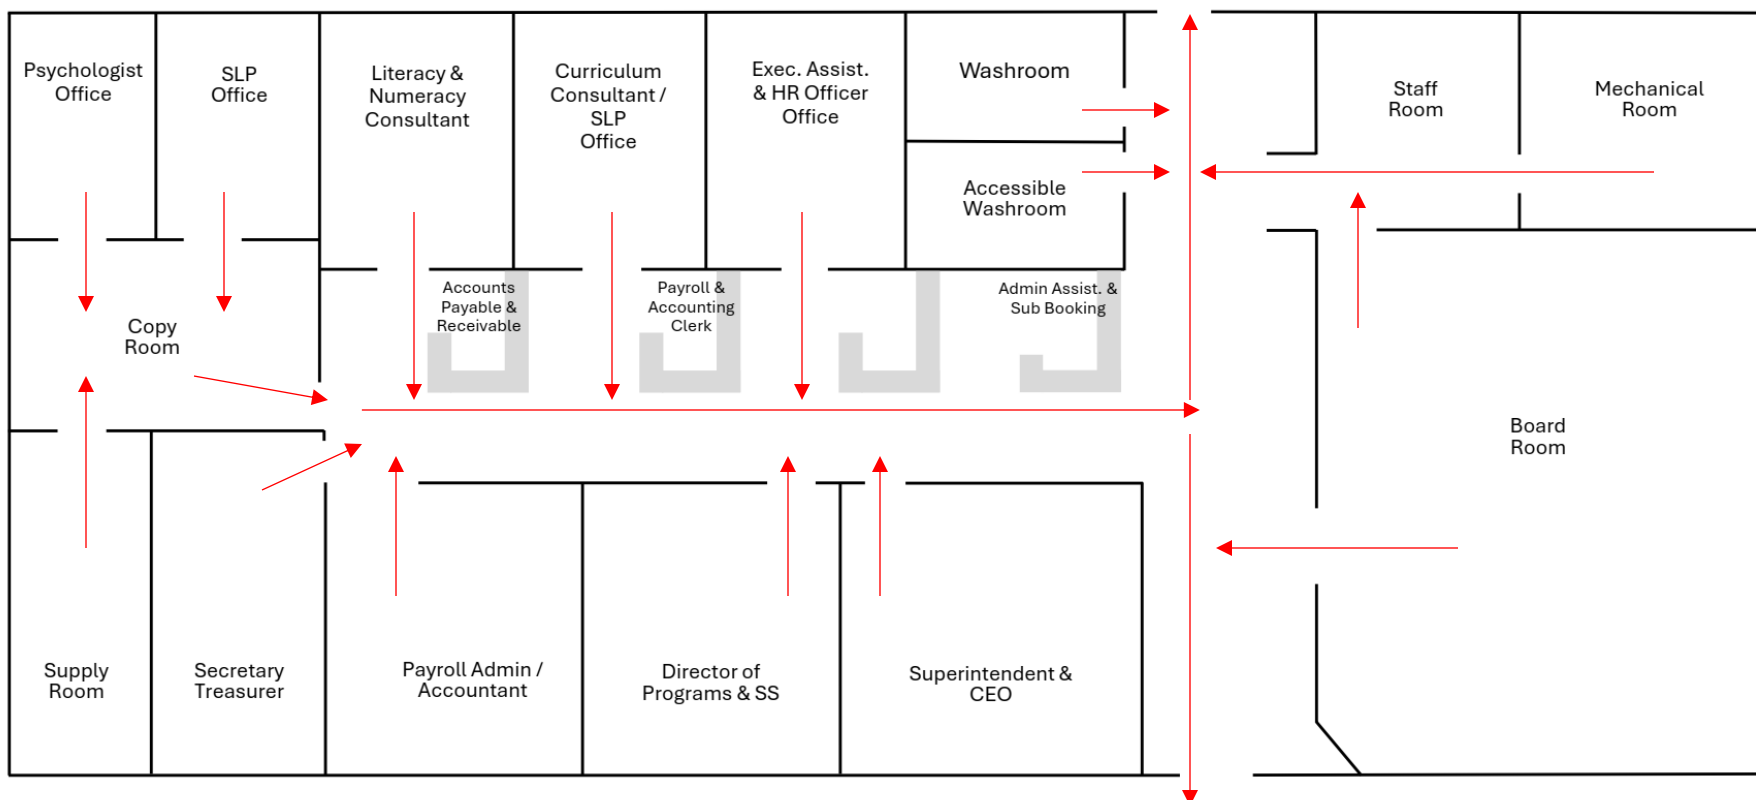 Psychologist
Office
SLP
Office
Literacy &
Numeracy
Consultant
Curriculum
Consultant /
SLP
Office
Exec. Assist.
& HR Officer
Office
Washroom
Accessible
Washroom
Staff
Room
Mechanical
Room
Accounts
Payable &
Receivable
Payroll &
Accounting
Clerk
Admin Assist. &
Sub Booking
Copy
Room
Board
Room
Supply
Room
Secretary
Treasurer
Payroll Admin /
Accountant
Director of
Programs & SS
Superintendent &
CEO